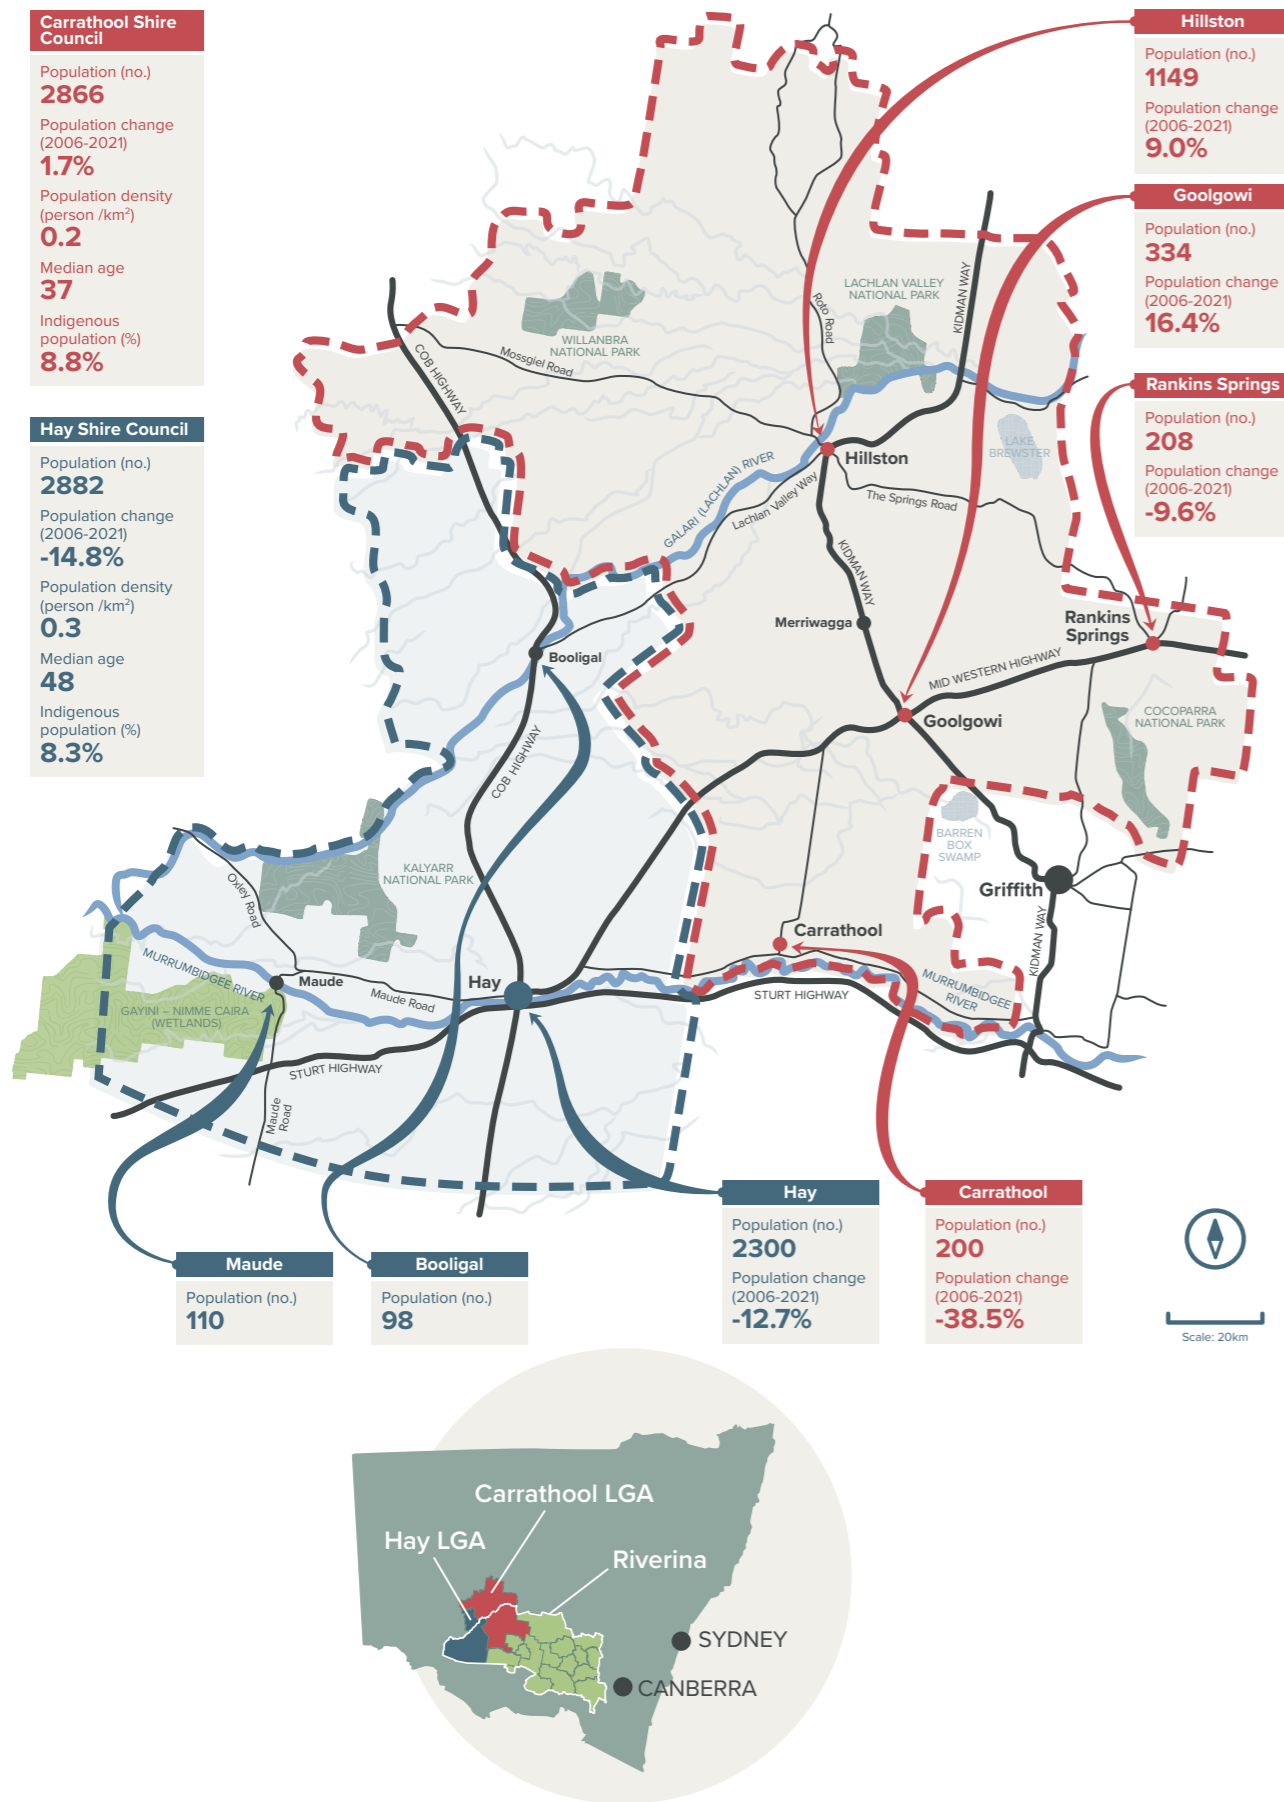 Carrathool Shire
Council
Population (no.)
2866
Population change
(2006-2021)
1.7%
Population density
(person /km²)
0.2
Median age
37
Indigenous
population (%)
8.8%
Hay Shire Council
Population (no.)
2882
Population change
(2006-2021)
-14.8%
Population density
(person /km²)
0.3
Median age
48
Indigenous
population (%)
8.3%
Hillston
Population (no.)
1149
Population change
(2006-2021)
9.0%
Goolgowi
Population (no.)
334
Population change
(2006-2021)
16.4%
Rankins Springs
Population (no.)
208
Population change
(2006-2021)
-9.6%
LACHLAN VALLEY
NATIONAL PARK
KIDMAN WAY
Roto Road
WILLANBRA
NATIONAL PARK
Mossgiel Road
COB HIGHWAY
LAKE
BREWSTER
Hillston
GALARI (LACHLAN) RIVER
Lachlan Valley Way
The Springs Road
KIDMAN WAY
Merriwagga
Rankins
Springs
Booligal
MID WESTERN HIGHWAY
Goolgowi
COCOPARRA
NATIONAL PARK
COB HIGHWAY
BARREN
BOX
SWAMP
KALYARR
NATIONAL PARK
Griffith
Oxley Road
Carrathool
KIDMAN WAY
MURRUMBIDGEE RIVER
Maude
Maude Road
Hay
STURT HIGHWAY
MURRUMBIDGEE
RIVER
GAYINI – NIMME CAIRA
(WETLANDS)
STURT HIGHWAY
Maude
Road
Maude
Population (no.)
110
Booligal
Population (no.)
98
Hay
Population (no.)
2300
Population change
(2006-2021)
-12.7%
Carrathool
Population (no.)
200
Population change
(2006-2021)
-38.5%
Scale: 20km
Carrathool LGA
Hay LGA
Riverina
SYDNEY
CANBERRA